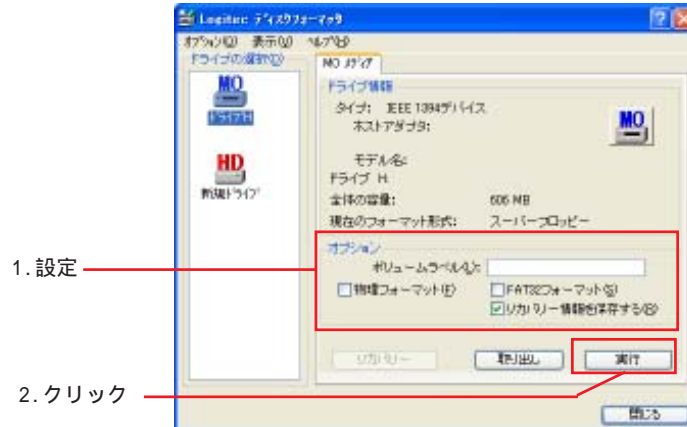 Logitec ディスクフォーマッタ
オプション(O) 表示(V) ヘルプ(H)
ドライブの選択(D)
MO
ドライブH
HD
新規ドライブ
MO メディア
ドライブ情報
タイプ: IEEE 1394デバイス
ホストアダプタ:
MO
モデル名:
ドライブ H:
全体の容量: 606 MB
現在のフォーマット形式: スーパーフロッピー
オプション
ボリュームラベル(L):
物理フォーマット(E)
FAT32フォーマット(S)
リカバリー情報を保存する(B)
リカバリー
取り出し
実行
閉じる
1.設定
2.クリック